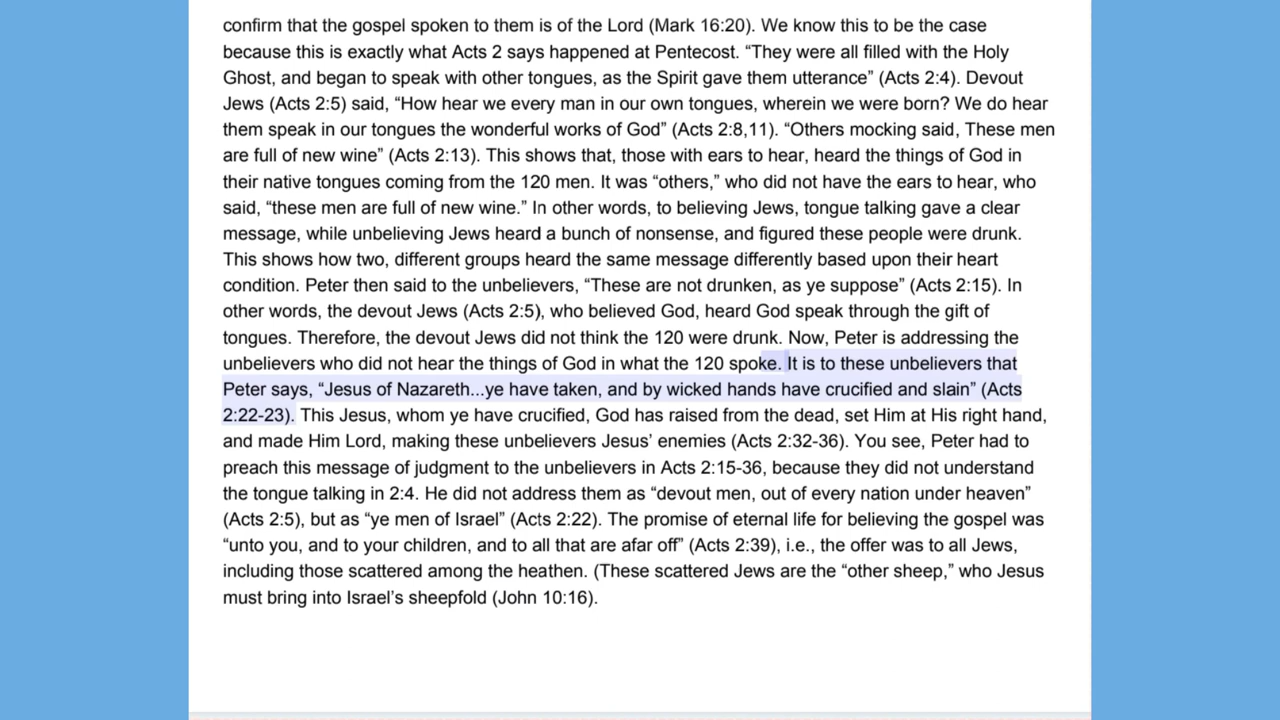 confirm that the gospel spoken to them is of the Lord (Mark 16:20). We know this to be the case
because this is exactly what Acts 2 says happened at Pentecost. “They were all filled with the Holy
Ghost, and began to speak with other tongues, as the Spirit gave them utterance” (Acts 2:4). Devout
Jews (Acts 2:5) said, “How hear we every man in our own tongues, wherein we were born? We do hear
them speak in our tongues the wonderful works of God” (Acts 2:8,11). “Others mocking said, These men
are full of new wine” (Acts 2:13). This shows that, those with ears to hear, heard the things of God in
their native tongues coming from the 120 men. It was “others,” who did not have the ears to hear, who
said, “these men are full of new wine.” In other words, to believing Jews, tongue talking gave a clear
message, while unbelieving Jews heard a bunch of nonsense, and figured these people were drunk.
This shows how two, different groups heard the same message differently based upon their heart
condition. Peter then said to the unbelievers, “These are not drunken, as ye suppose” (Acts 2:15). In
other words, the devout Jews (Acts 2:5), who believed God, heard God speak through the gift of
tongues. Therefore, the devout Jews did not think the 120 were drunk. Now, Peter is addressing the
unbelievers who did not hear the things of God in what the 120 spoke. It is to these unbelievers that
Peter says, “Jesus of Nazareth...ye have taken, and by wicked hands have crucified and slain” (Acts
2:22-23). This Jesus, whom ye have crucified, God has raised from the dead, set Him at His right hand,
and made Him Lord, making these unbelievers Jesus’ enemies (Acts 2:32-36). You see, Peter had to
preach this message of judgment to the unbelievers in Acts 2:15-36, because they did not understand
the tongue talking in 2:4. He did not address them as “devout men, out of every nation under heaven”
(Acts 2:5), but as “ye men of Israel” (Acts 2:22). The promise of eternal life for believing the gospel was
“unto you, and to your children, and to all that are afar off” (Acts 2:39), i.e., the offer was to all Jews,
including those scattered among the heathen. (These scattered Jews are the “other sheep,” who Jesus
must bring into Israel’s sheepfold (John 10:16).